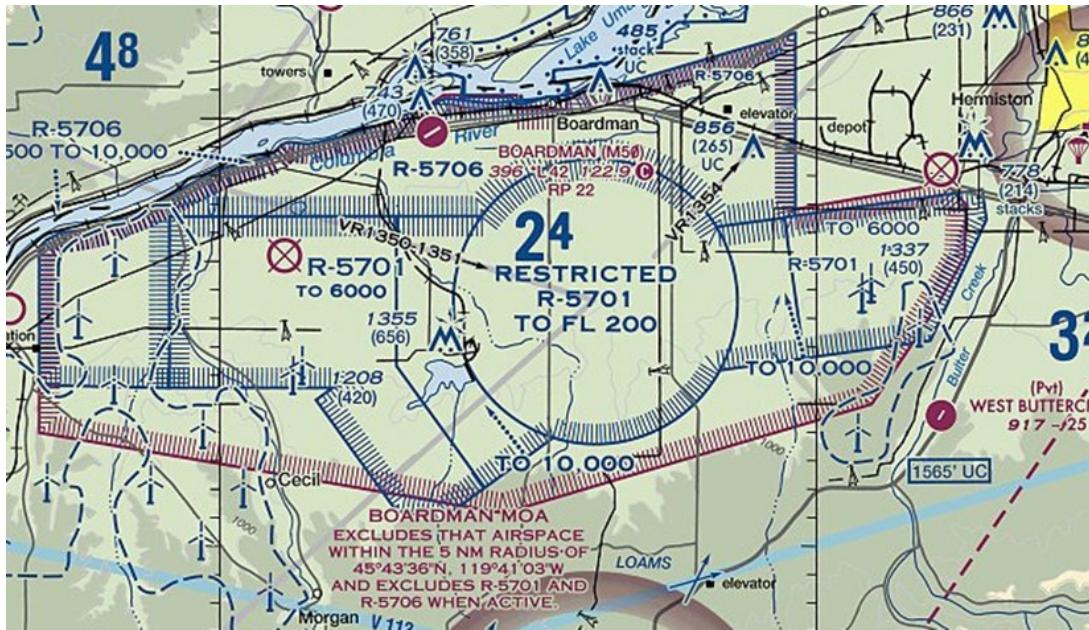 4⁸
761
(358)
towers
Lake Uma
485
stack
UC
R-5706
866
(231)
743
(470)
R-5706
500 TO 10,000
Columbia River
Boardman
elevator
Hermiston
856
(265)
UC
depot
R-5706
BOARDMAN (M50)
396 *L 42 122.9 C
RP 22
VR1354
778
(214)
stacks
2⁴
VR1350-1351
R-5701
TO 6000
RESTRICTED
R-5701
TO FL 200
TO 6000
R-5701
1337
(450)
Butter Creek
1355
(656)
1208
(420)
TO 10,000
(Pvt)
WEST BUTTERC
917 - 25
Cecil
TO 10,000
1000
1565' UC
1000
BOARDMAN MOA
EXCLUDES THAT AIRSPACE
WITHIN THE 5 NM RADIUS OF
45°43'36"N, 119°41'03"W
AND EXCLUDES R-5701 AND
R-5706 WHEN ACTIVE.
LOAMS
elevator
Morgan
V 112